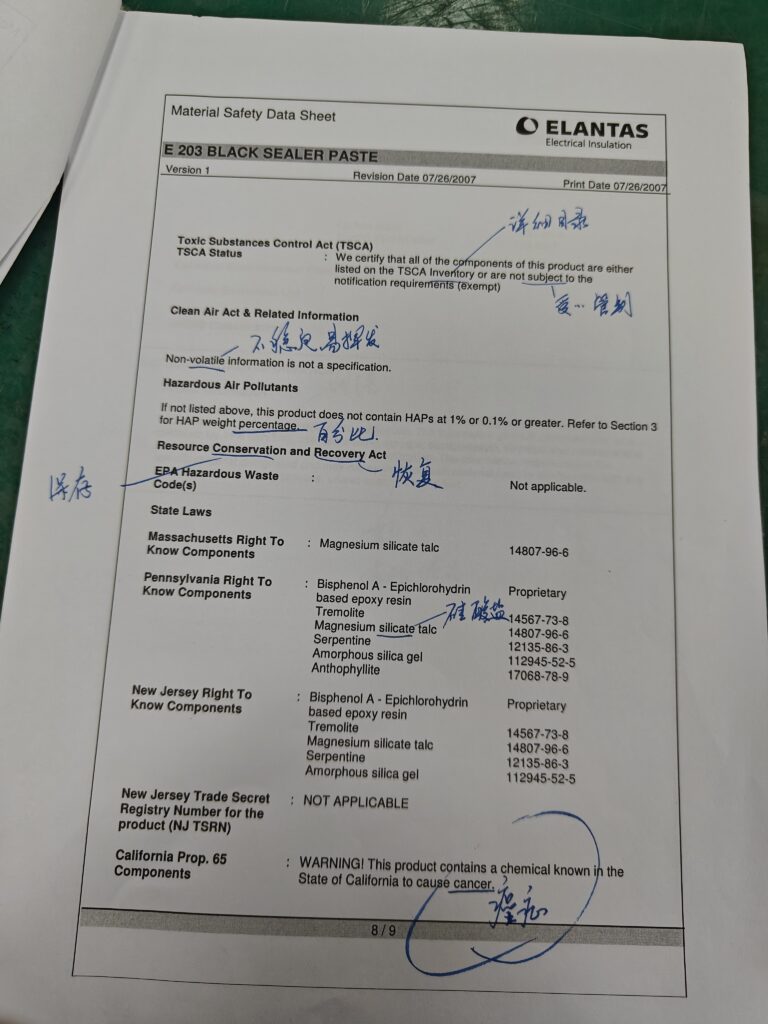 Material Safety Data Sheet
ELANTAS
Electrical Insulation
E 203 BLACK SEALER PASTE
Version 1 Revision Date 07/26/2007 Print Date 07/26/2007
详细目录
Toxic Substances Control Act (TSCA)
TSCA Status : We certify that all of the components of this product are either
listed on the TSCA Inventory or are not subject to the
notification requirements (exempt)
受…管制
Clean Air Act & Related Information
不稳定 易挥发
Non-volatile information is not a specification.
Hazardous Air Pollutants
If not listed above, this product does not contain HAPs at 1% or 0.1% or greater. Refer to Section 3
for HAP weight percentage.
百分比.
Resource Conservation and Recovery Act
保存
恢复
EPA Hazardous Waste : Not applicable.
Code(s)
State Laws
Massachusetts Right To : Magnesium silicate talc 14807-96-6
Know Components
Pennsylvania Right To : Bisphenol A - Epichlorohydrin Proprietary
Know Components based epoxy resin
Tremolite 14567-73-8
硅酸盐
Magnesium silicate talc 14807-96-6
Serpentine 12135-86-3
Amorphous silica gel 112945-52-5
Anthophyllite 17068-78-9
New Jersey Right To : Bisphenol A - Epichlorohydrin Proprietary
Know Components based epoxy resin
Tremolite 14567-73-8
Magnesium silicate talc 14807-96-6
Serpentine 12135-86-3
Amorphous silica gel 112945-52-5
New Jersey Trade Secret : NOT APPLICABLE
Registry Number for the
product (NJ TSRN)
California Prop. 65 : WARNING! This product contains a chemical known in the
Components State of California to cause cancer.
癌症
8 / 9